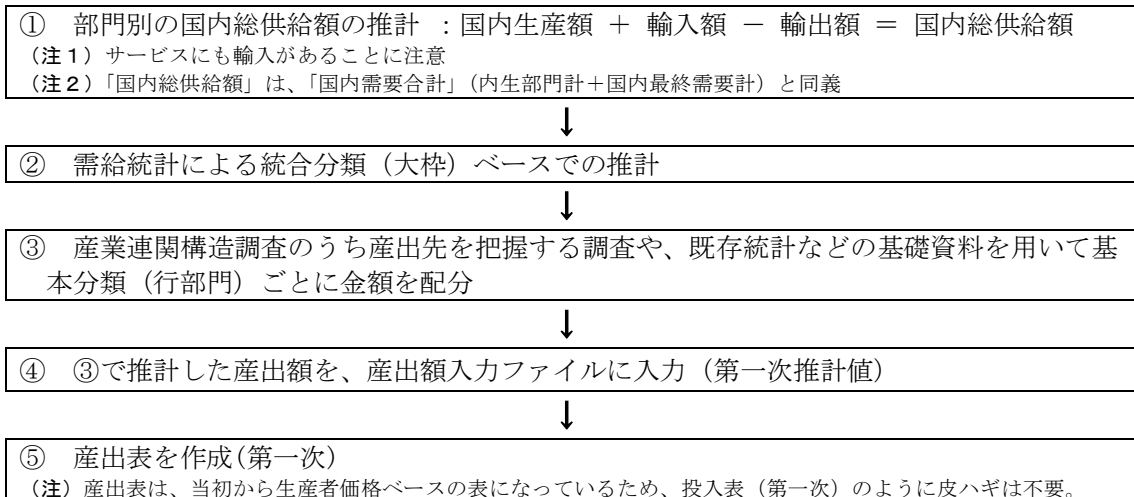 ① 部門別の国内総供給額の推計 ：国内生産額 ＋ 輸入額 － 輸出額 ＝ 国内総供給額
（注１）サービスにも輸入があることに注意
（注２）「国内総供給額」は、「国内需要合計」（内生部門計＋国内最終需要計）と同義
↓
② 需給統計による統合分類（大枠）ベースでの推計
↓
③ 産業連関構造調査のうち産出先を把握する調査や、既存統計などの基礎資料を用いて基
本分類（行部門）ごとに金額を配分
↓
④ ③で推計した産出額を、産出額入力ファイルに入力（第一次推計値）
↓
⑤ 産出表を作成（第一次）
（注）産出表は、当初から生産者価格ベースの表になっているため、投入表（第一次）のように皮ハギは不要。